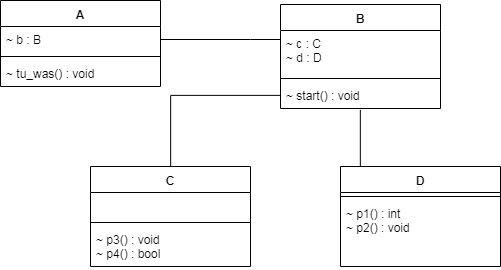 A
~ b : B
~ tu_was() : void
B
~ c : C
~ d : D
~ start() : void
C
~ p3() : void
~ p4() : bool
D
~ p1() : int
~ p2() : void